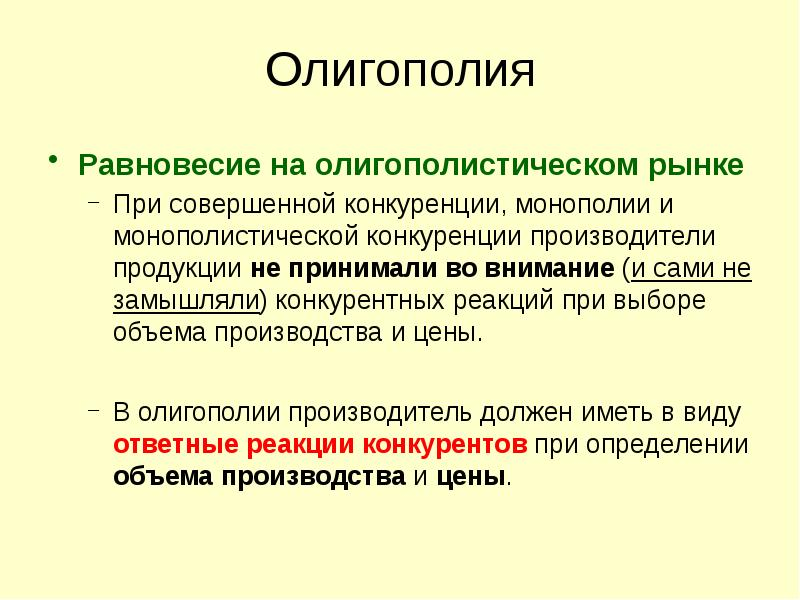 Олигополия
• Равновесие на олигополистическом рынке
– При совершенной конкуренции, монополии и
монополистической конкуренции производители
продукции не принимали во внимание (и сами не
замышляли) конкурентных реакций при выборе
объема производства и цены.
– В олигополии производитель должен иметь в виду
ответные реакции конкурентов при определении
объема производства и цены.